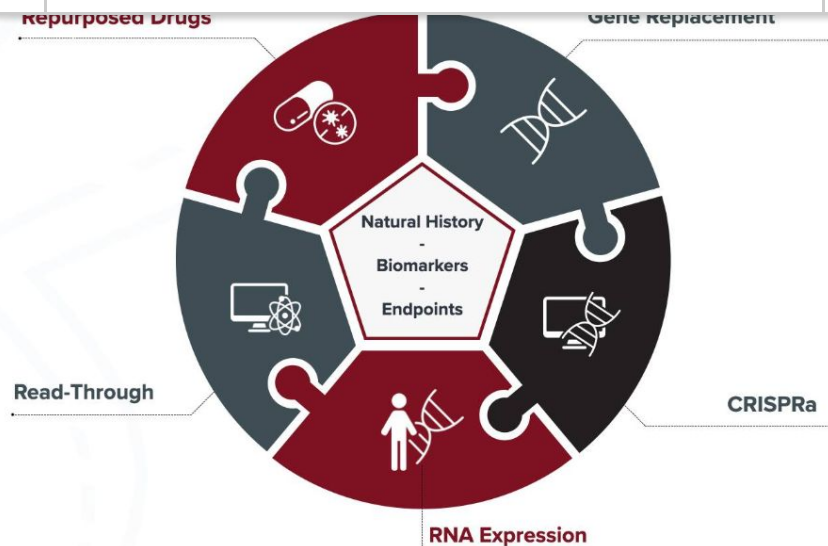 Repurposed Drugs
Gene Replacement
Natural History
-
Biomarkers
-
Endpoints
Read-Through
CRISPRa
RNA Expression